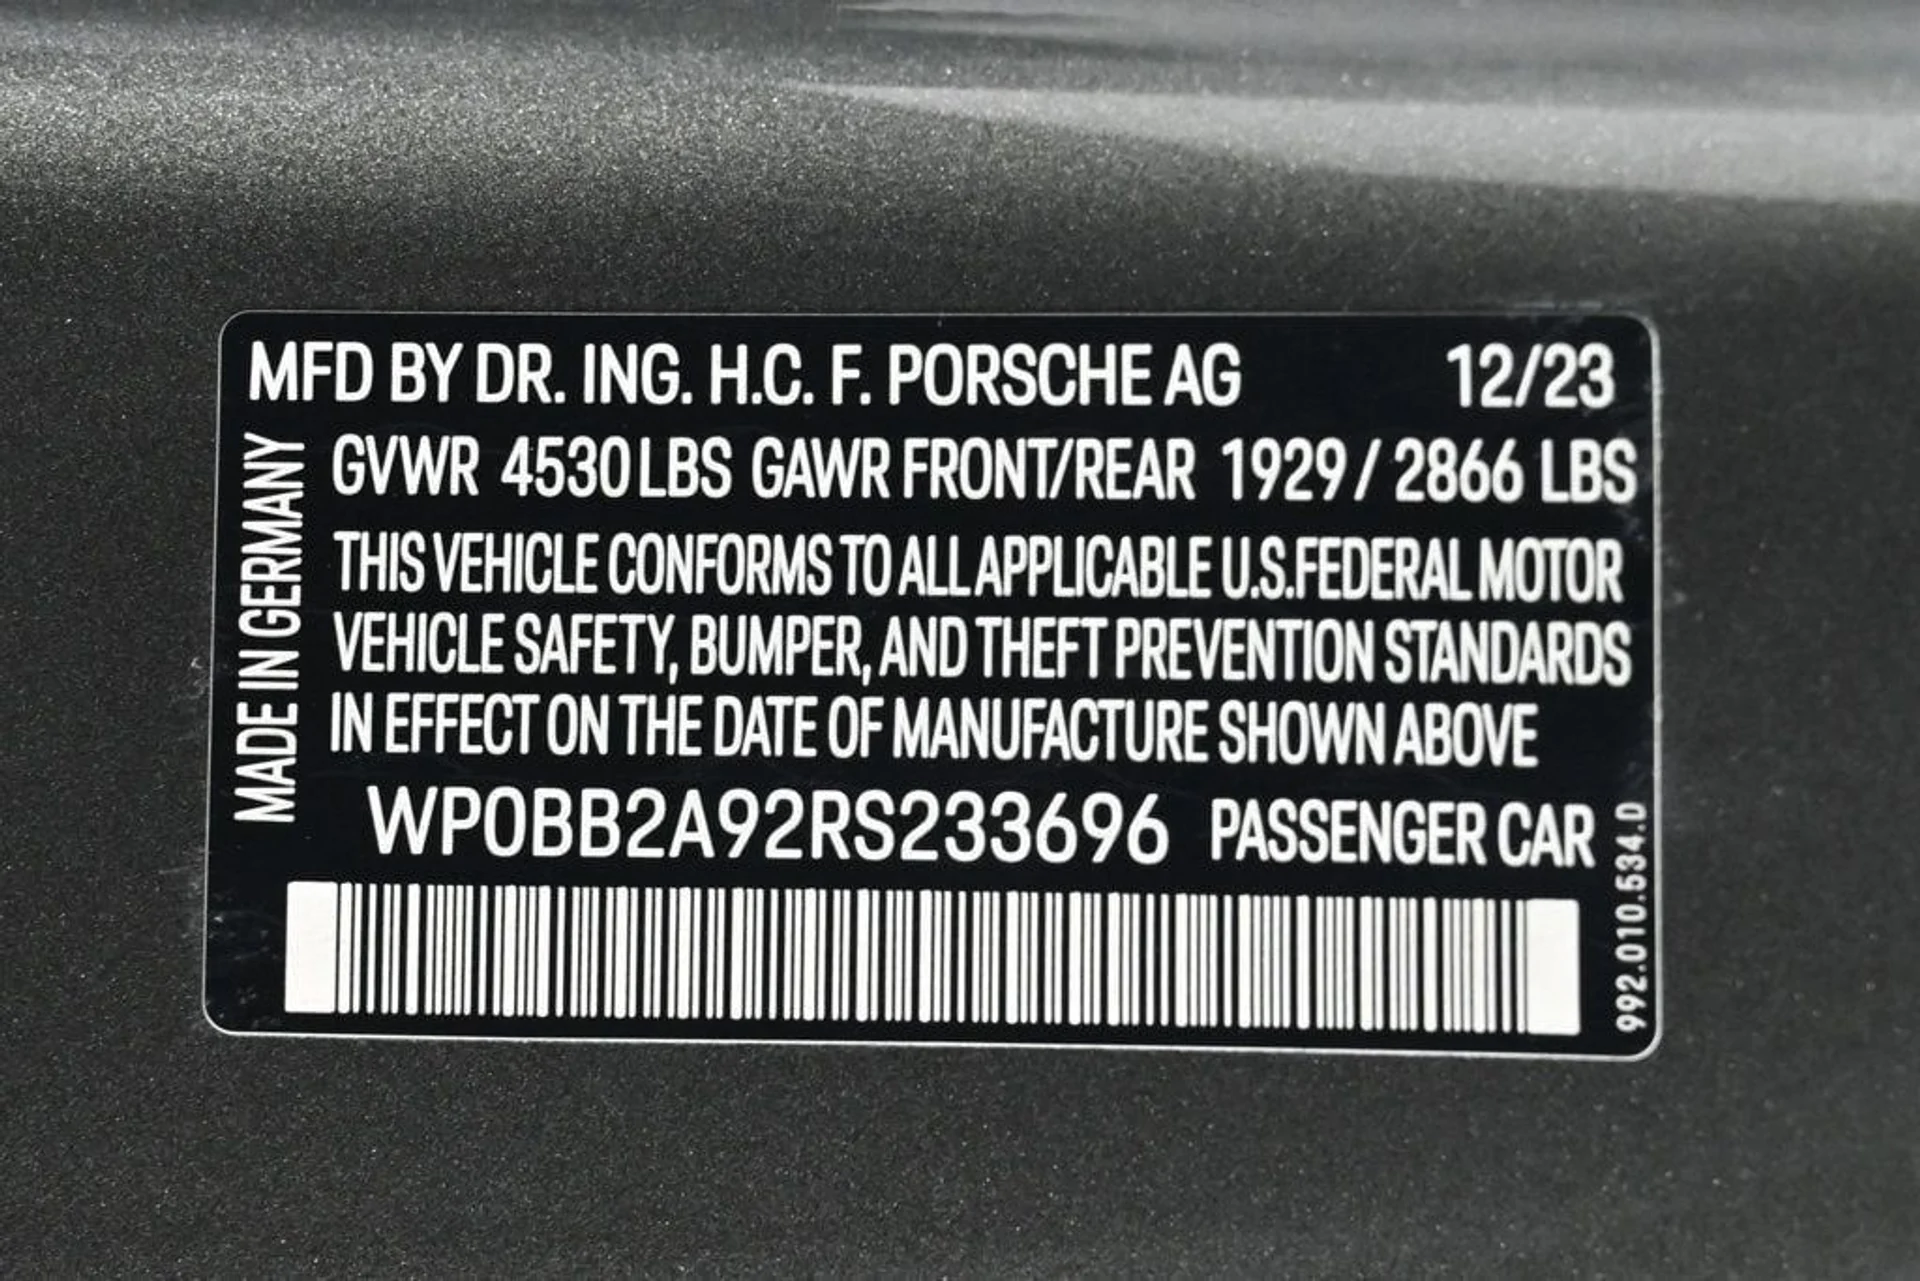 MFD BY DR. ING. H.C. F. PORSCHE AG 12/23
GVWR 4530 LBS GAWR FRONT/REAR 1929 / 2866 LBS
THIS VEHICLE CONFORMS TO ALL APPLICABLE U.S.FEDERAL MOTOR
VEHICLE SAFETY, BUMPER, AND THEFT PREVENTION STANDARDS
IN EFFECT ON THE DATE OF MANUFACTURE SHOWN ABOVE
WP0BB2A92RS233696 PASSENGER CAR
MADE IN GERMANY
992.010.534.D